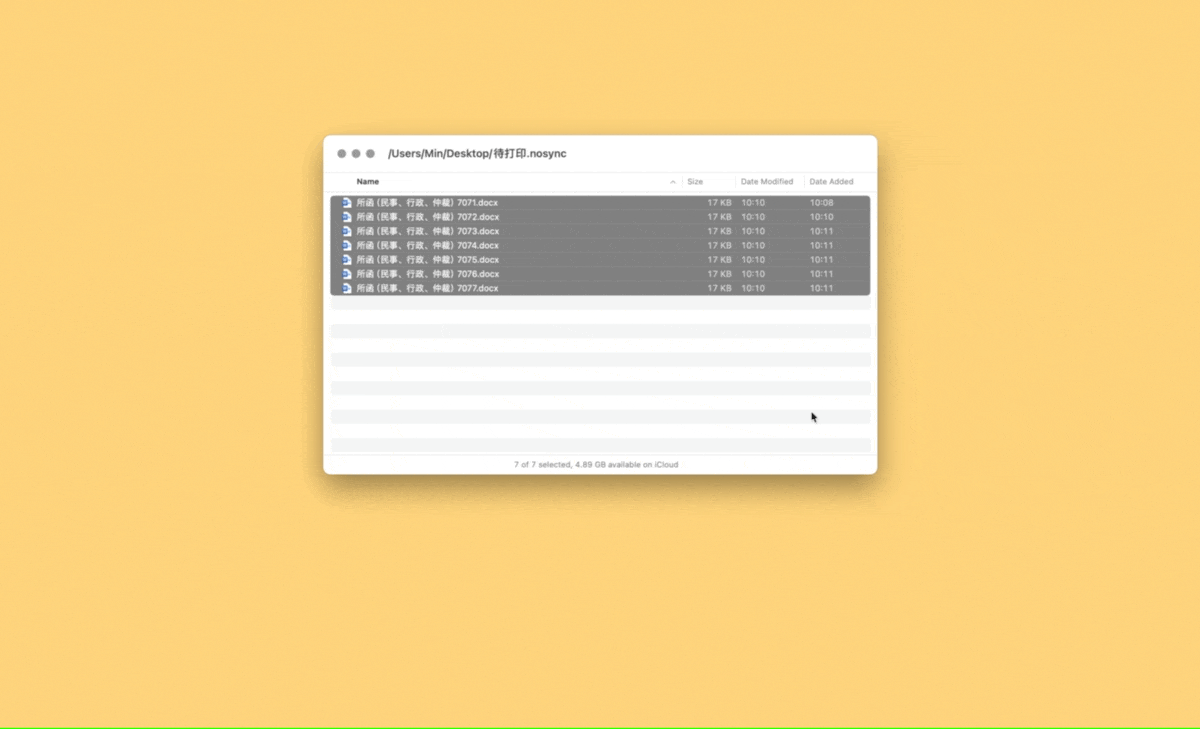 /Users/Min/Desktop/待打印.nosync
Name Size Date Modified Date Added
所函 (民事、行政、仲裁) 7071.docx 17 KB 10:10 10:08
所函 (民事、行政、仲裁) 7072.docx 17 KB 10:10 10:10
所函 (民事、行政、仲裁) 7073.docx 17 KB 10:10 10:11
所函 (民事、行政、仲裁) 7074.docx 17 KB 10:10 10:11
所函 (民事、行政、仲裁) 7075.docx 17 KB 10:10 10:11
所函 (民事、行政、仲裁) 7076.docx 17 KB 10:10 10:11
所函 (民事、行政、仲裁) 7077.docx 17 KB 10:10 10:11
7 of 7 selected, 4.89 GB available on iCloud